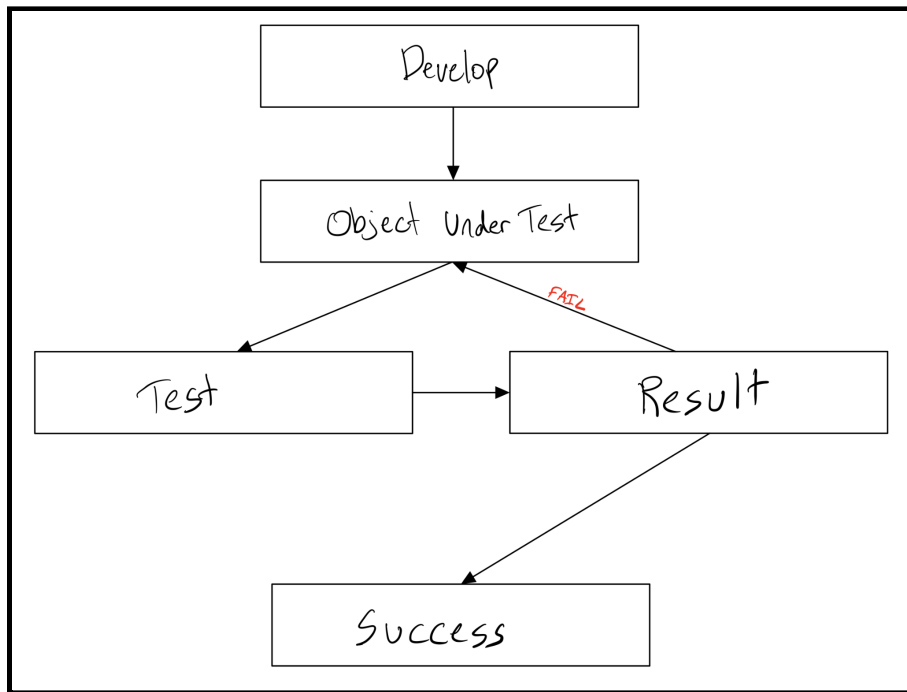 Develop
Object Under Test
FAIL
Test
Result
Success